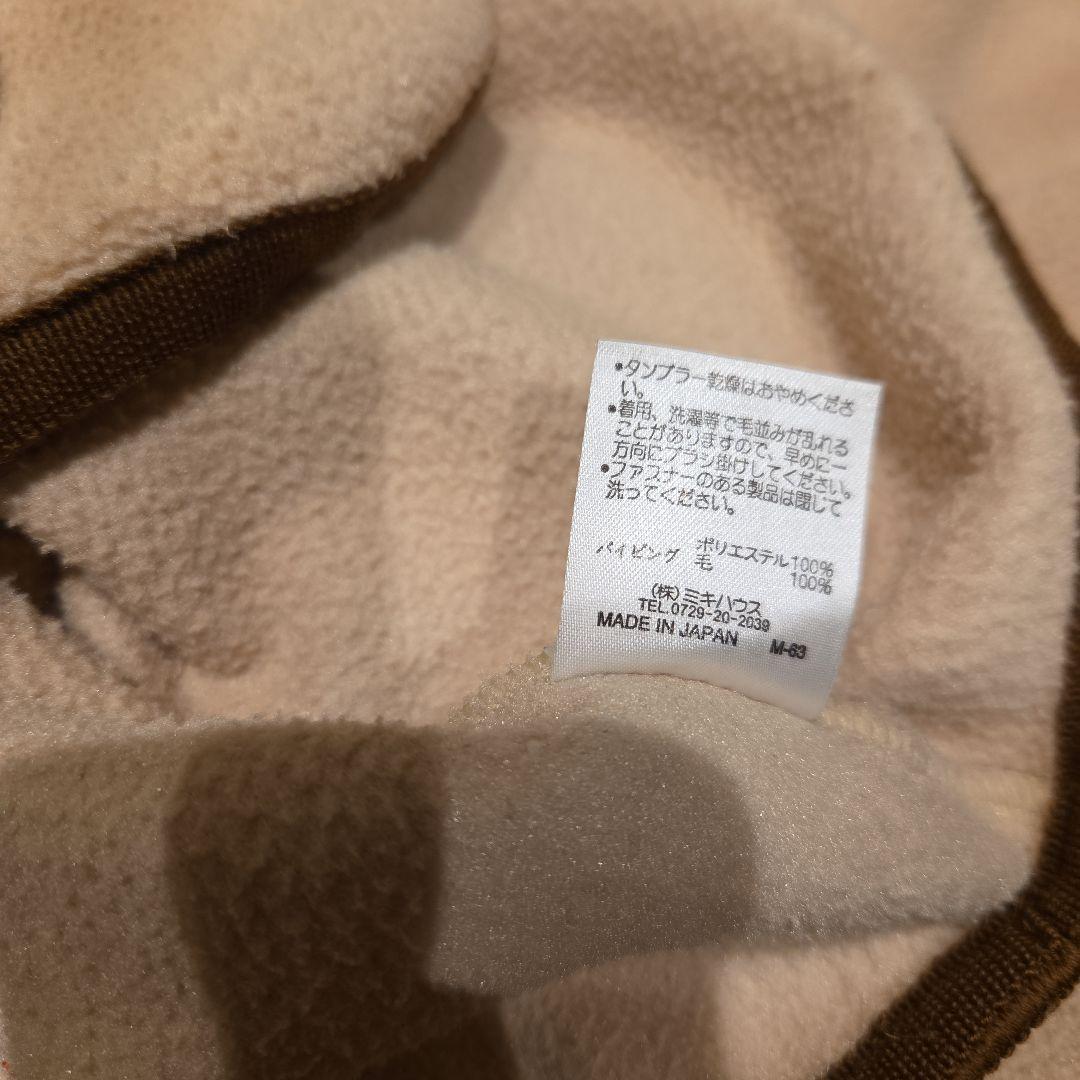 •タンブラー乾燥はおやめくださ
い。
•着用、洗濯等で毛並みが乱れる
ことがありますので、早めに一
方向にブラシ掛けしてください。
•ファスナーのある製品は閉じて
洗ってください。
ポリエステル100%
パイピング 毛 100%
(株)ミキハウス
TEL.0729-20-2039
MADE IN JAPAN M-63